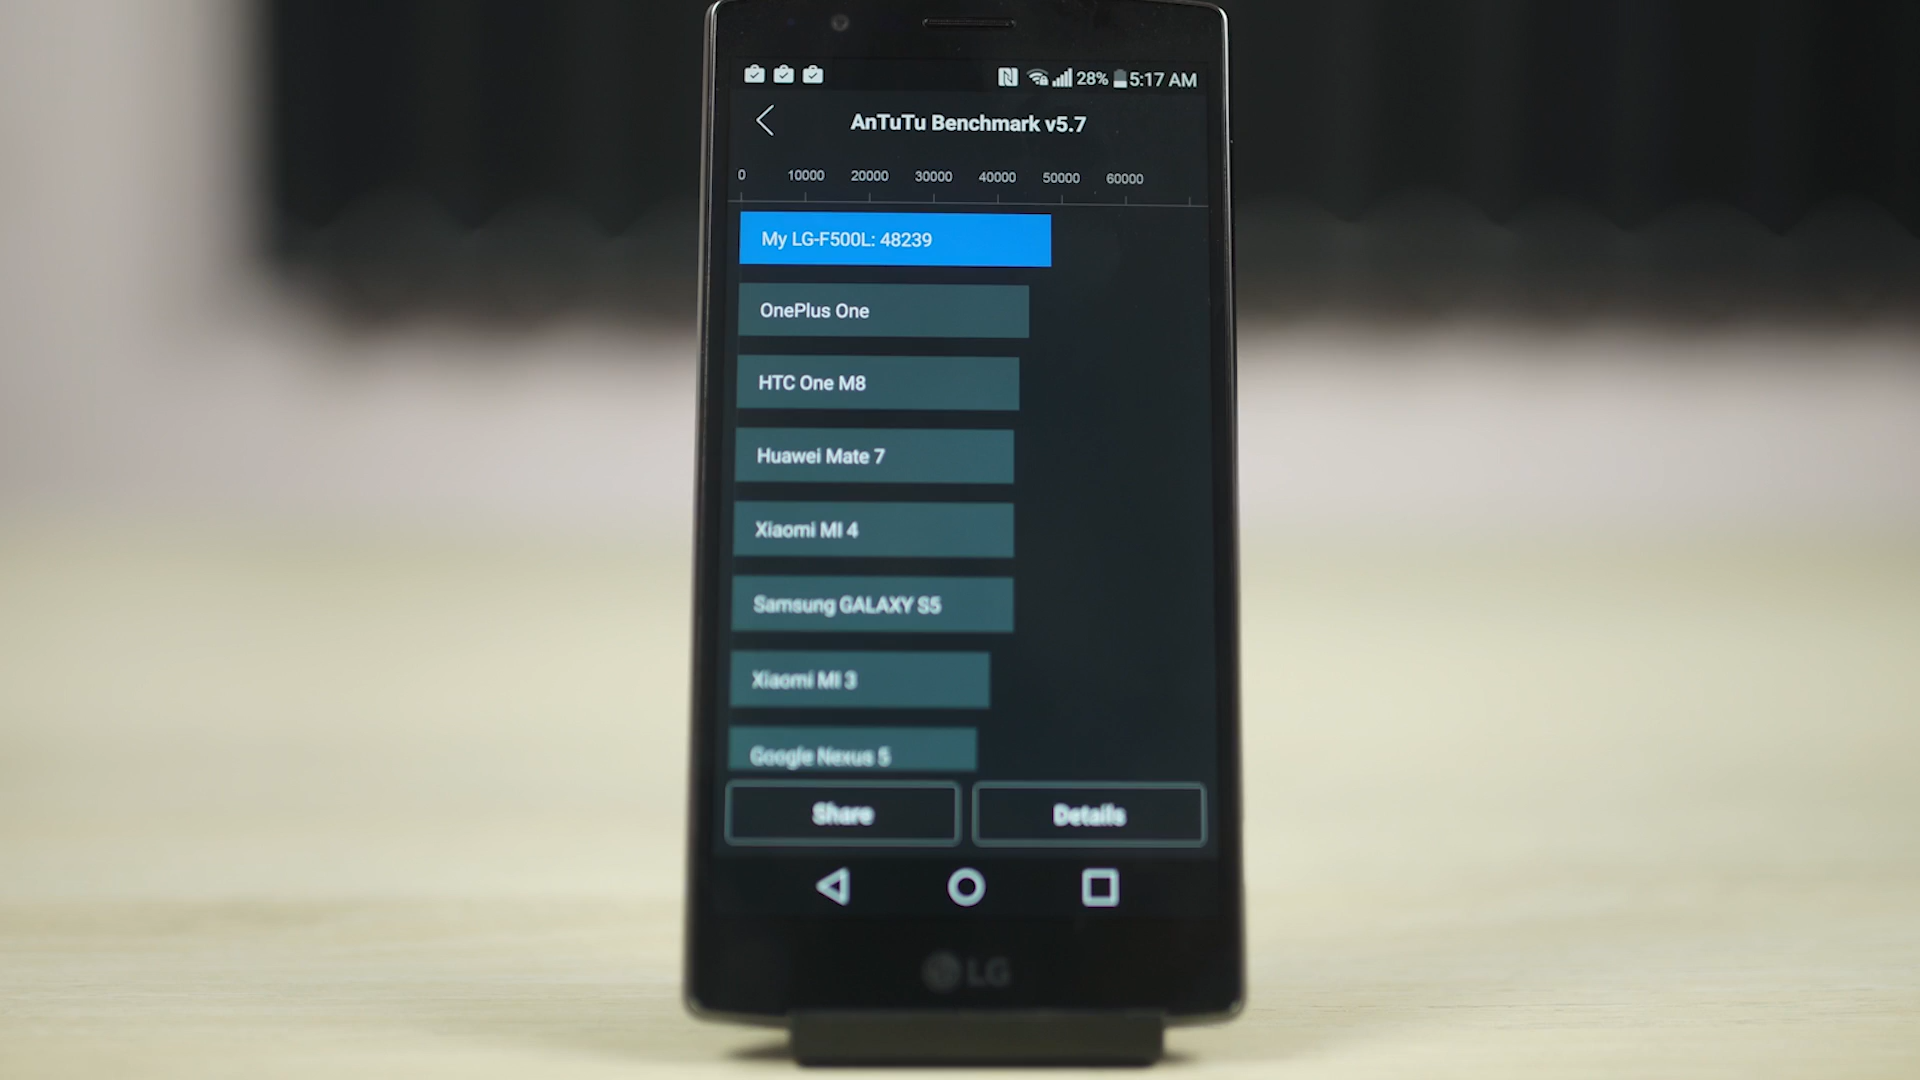 28% 5:17 AM
AnTuTu Benchmark v5.7
0 10000 20000 30000 40000 50000 60000
My LG-F500L: 48239
OnePlus One
HTC One M8
Huawei Mate 7
Xiaomi MI 4
Samsung GALAXY S5
Xiaomi MI 3
Google Nexus 5
Share Details
LG